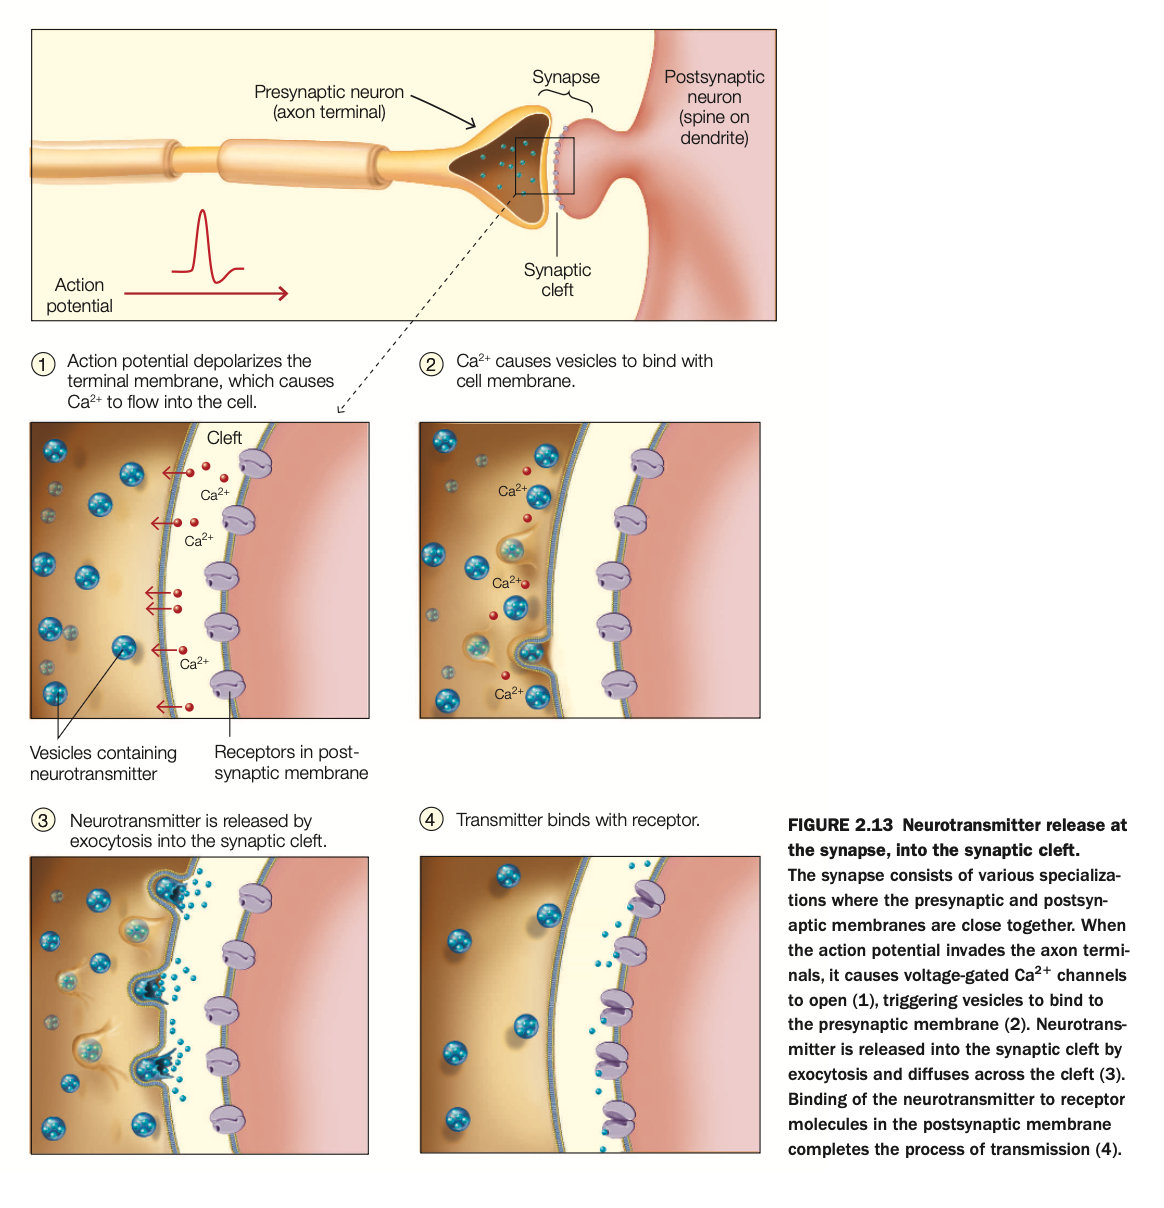 Synapse
Presynaptic neuron
(axon terminal)
Postsynaptic
neuron
(spine on
dendrite)
Synaptic
cleft
Action
potential
1 Action potential depolarizes the
terminal membrane, which causes
Ca²⁺ to flow into the cell.
Cleft
Ca²⁺
Ca²⁺
Ca²⁺
Vesicles containing
neurotransmitter
Receptors in post-
synaptic membrane
2 Ca²⁺ causes vesicles to bind with
cell membrane.
Ca²⁺
Ca²⁺
Ca²⁺
3 Neurotransmitter is released by
exocytosis into the synaptic cleft.
4 Transmitter binds with receptor.
FIGURE 2.13 Neurotransmitter release at
the synapse, into the synaptic cleft.
The synapse consists of various specializa-
tions where the presynaptic and postsyn-
aptic membranes are close together. When
the action potential invades the axon termi-
nals, it causes voltage-gated Ca²⁺ channels
to open (1), triggering vesicles to bind to
the presynaptic membrane (2). Neurotrans-
mitter is released into the synaptic cleft by
exocytosis and diffuses across the cleft (3).
Binding of the neurotransmitter to receptor
molecules in the postsynaptic membrane
completes the process of transmission (4).